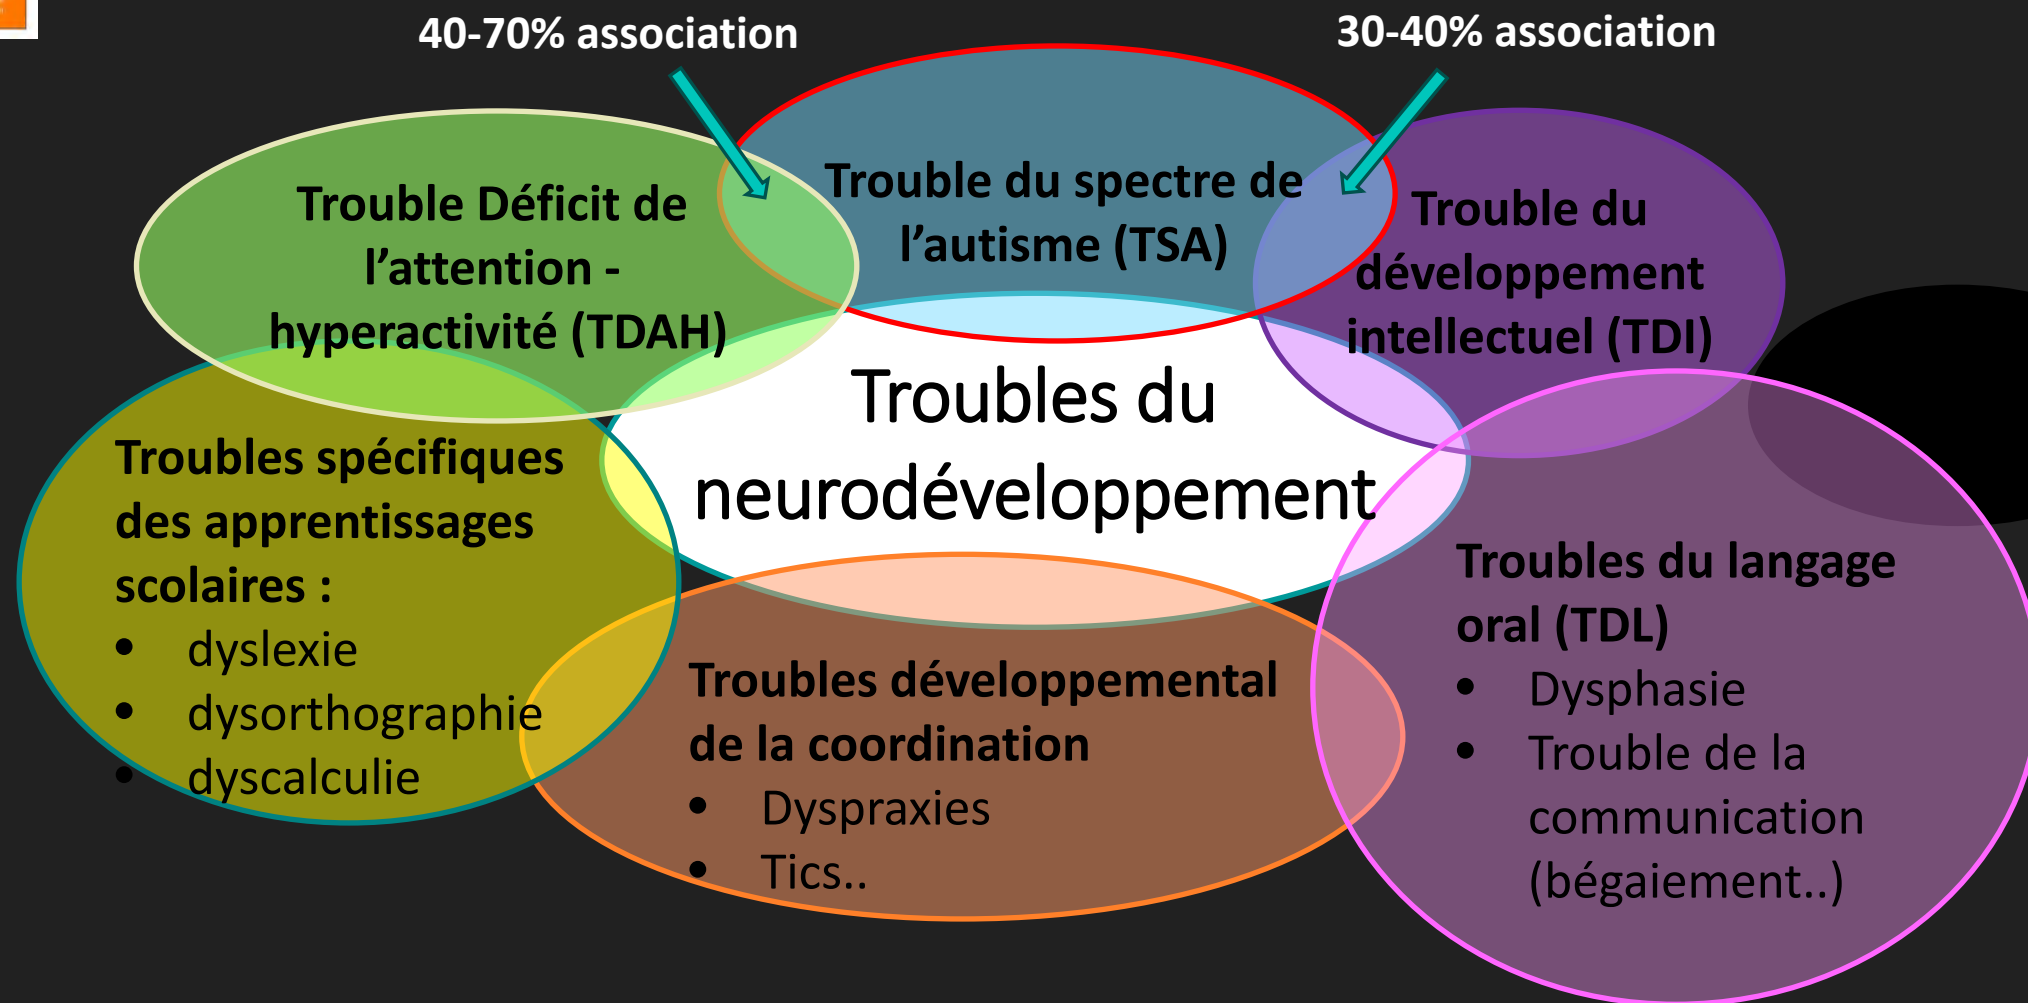 40-70% association
30-40% association
Trouble Déficit de
l’attention -
hyperactivité (TDAH)
Trouble du spectre de
l’autisme (TSA)
Trouble du
développement
intellectuel (TDI)
Troubles du
neurodéveloppement
Troubles spécifiques
des apprentissages
scolaires :
• dyslexie
• dysorthographie
• dyscalculie
Troubles développemental
de la coordination
• Dyspraxies
• Tics..
Troubles du langage
oral (TDL)
• Dysphasie
• Trouble de la
communication
(bégaiement..)